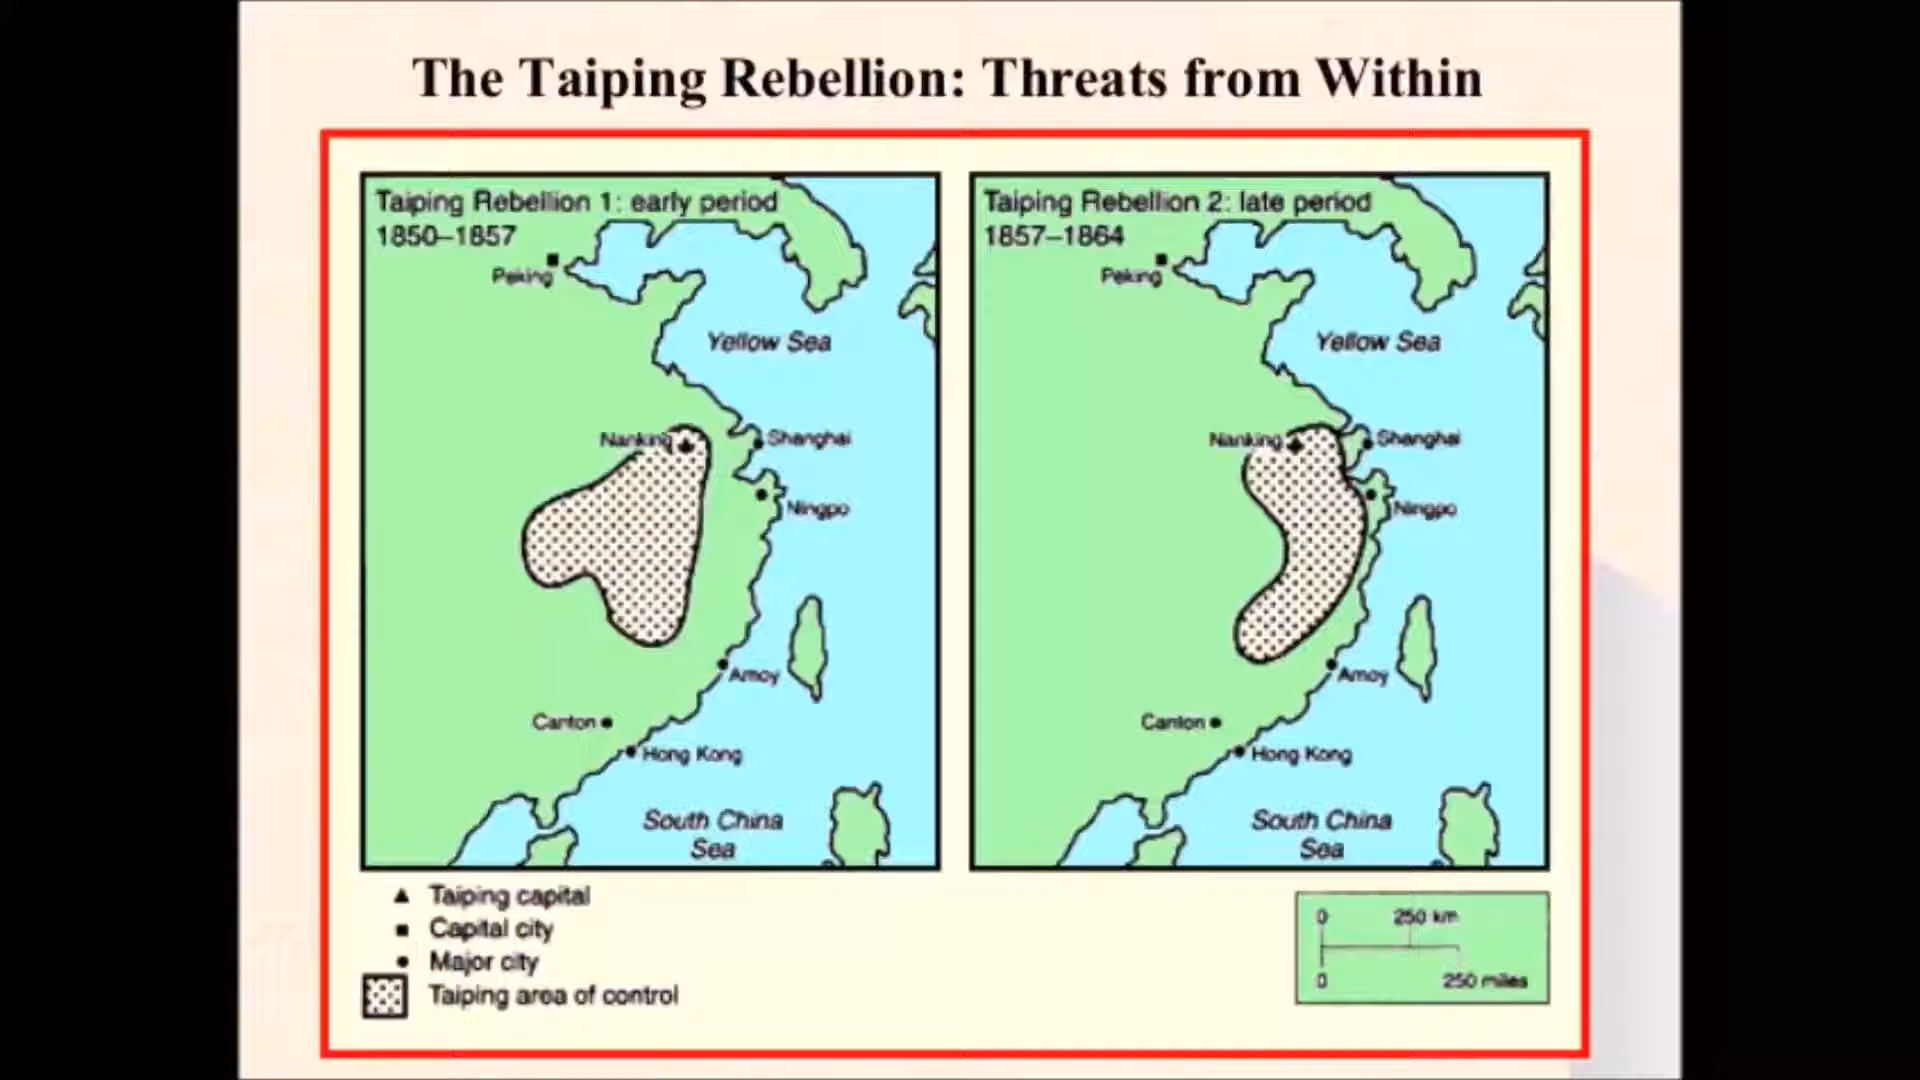 The Taiping Rebellion: Threats from Within
Taiping Rebellion 1: early period
1850–1857
Peking
Yellow Sea
Nanking
Shanghai
Ningpo
Amoy
Canton
Hong Kong
South China
Sea
Taiping Rebellion 2: late period
1857–1864
Peking
Yellow Sea
Nanking
Shanghai
Ningpo
Amoy
Canton
Hong Kong
South China
Sea
Taiping capital
Capital city
Major city
Taiping area of control
0 250 km
0 250 miles